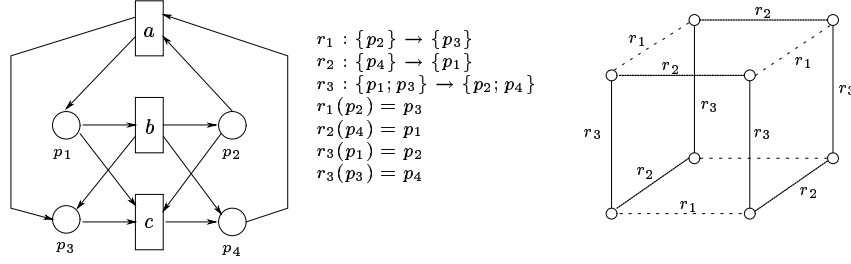 a
b
c
p₁
p₂
p₃
p₄
r₁ : {p₂} → {p₃}
r₂ : {p₄} → {p₁}
r₃ : {p₁; p₃} → {p₂; p₄}
r₁(p₂) = p₃
r₂(p₄) = p₁
r₃(p₁) = p₂
r₃(p₃) = p₄
r₂
r₁
r₁
r₂
r₃
r₃
r₃
r₃
r₂
r₂
r₁